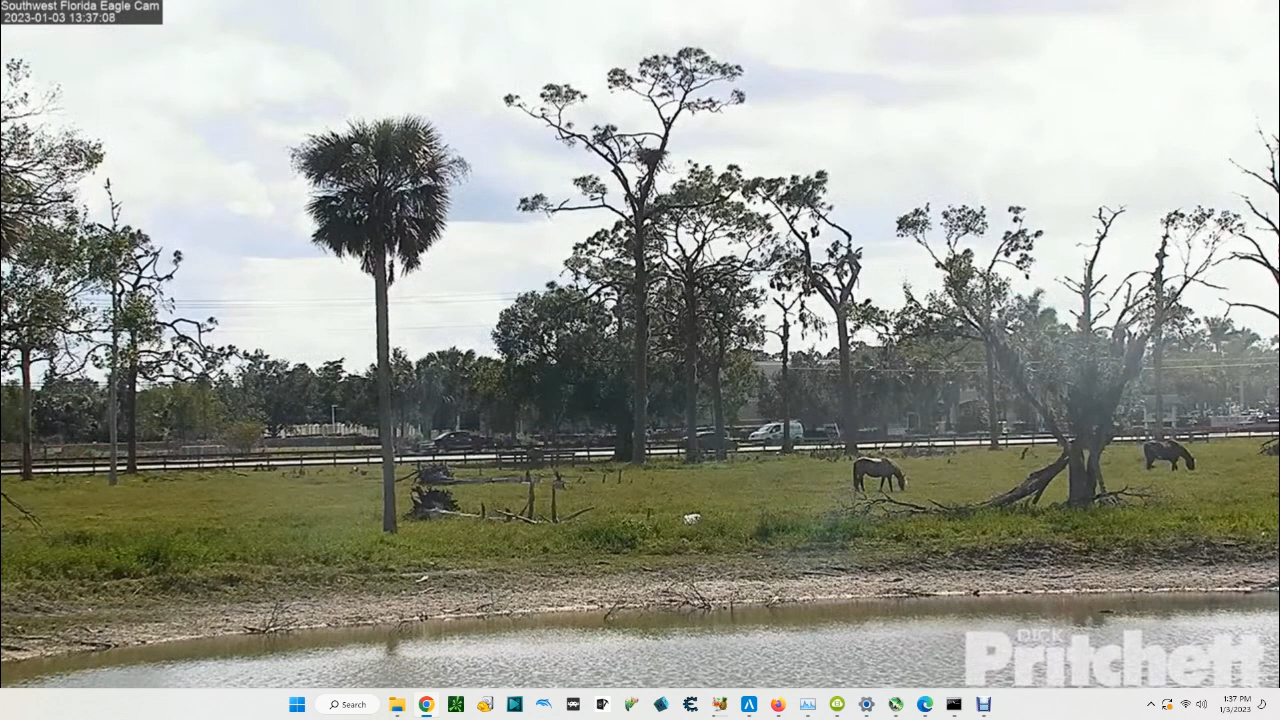 Southwest Florida Eagle Cam
2023-01-03 13:37:08
DICK
Pritchett
Search
1:37 PM
1/3/2023